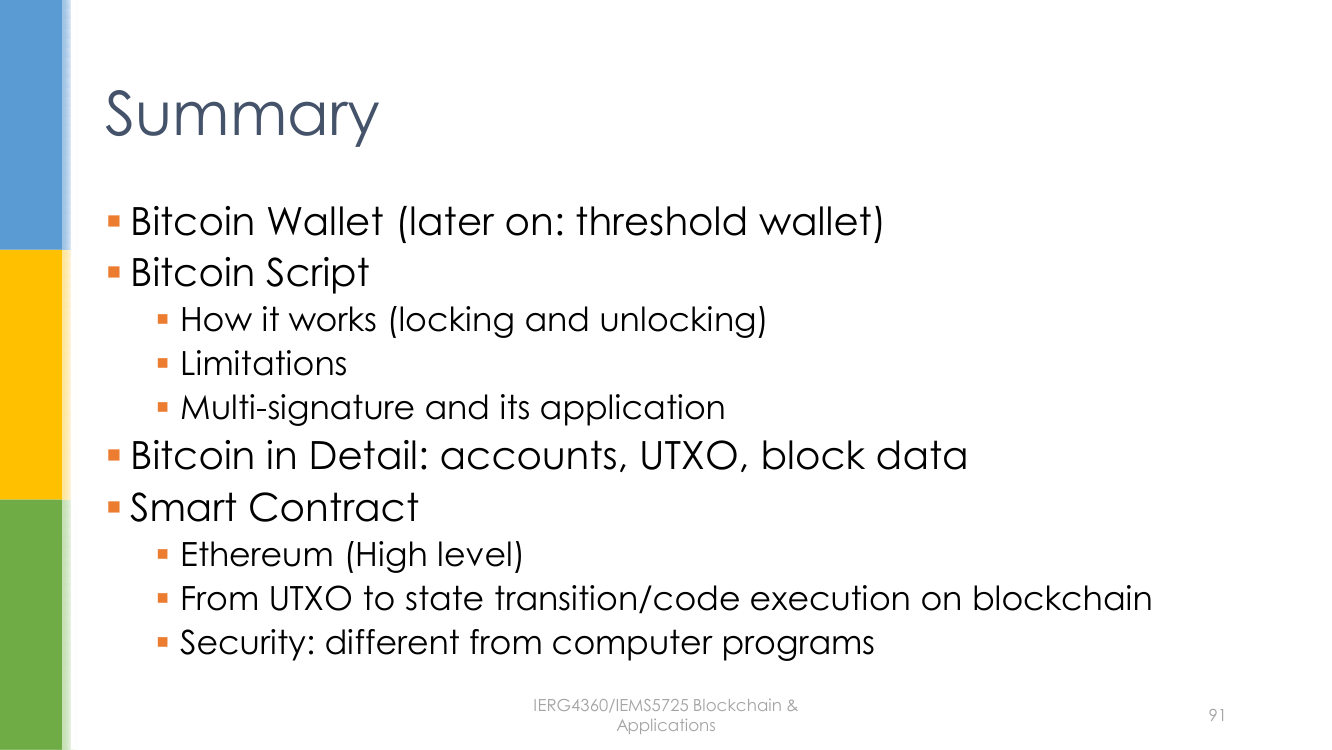 Summary
▪ Bitcoin Wallet (later on: threshold wallet)
▪ Bitcoin Script
▪ How it works (locking and unlocking)
▪ Limitations
▪ Multi-signature and its application
▪ Bitcoin in Detail: accounts, UTXO, block data
▪ Smart Contract
▪ Ethereum (High level)
▪ From UTXO to state transition/code execution on blockchain
▪ Security: different from computer programs
IERG4360/IEMS5725 Blockchain &
Applications
91